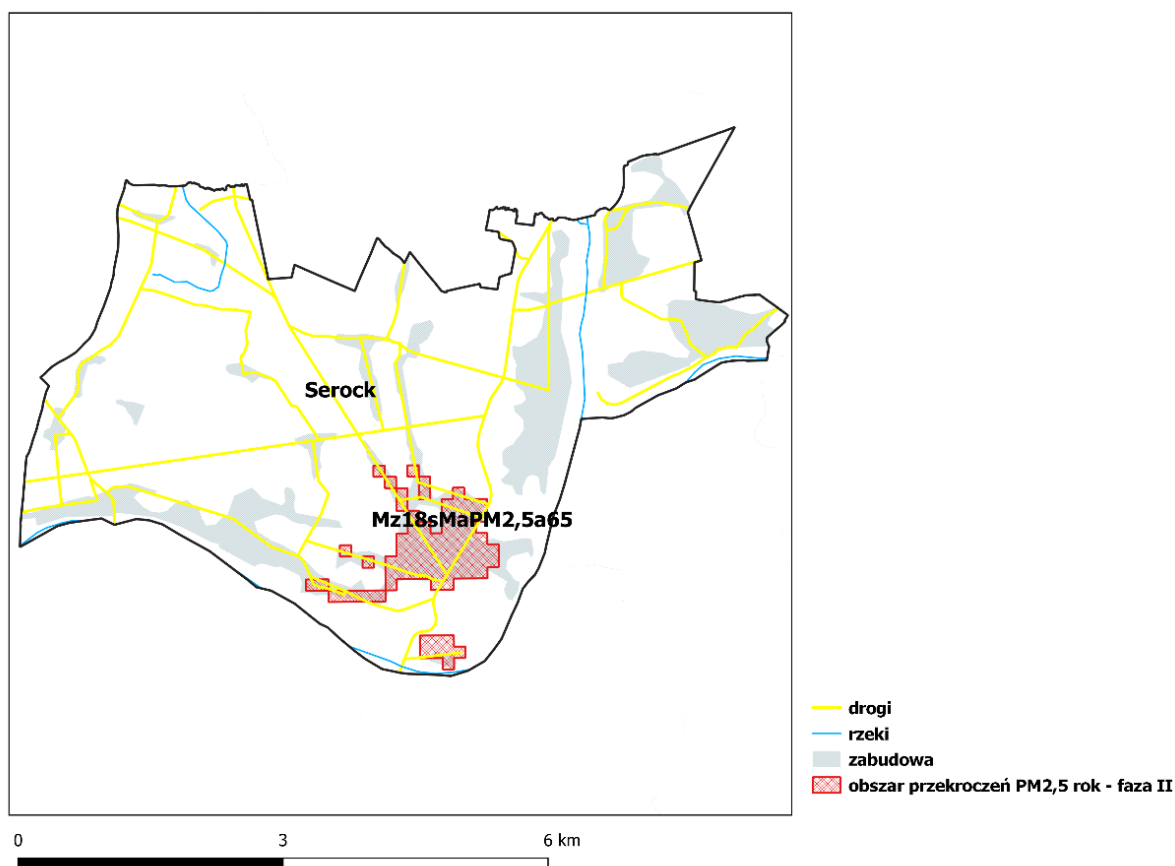 Serock
Mz18sMaPM2,5a65
drogi
rzeki
zabudowa
obszar przekroczeń PM2,5 rok - faza II
0 3 6 km